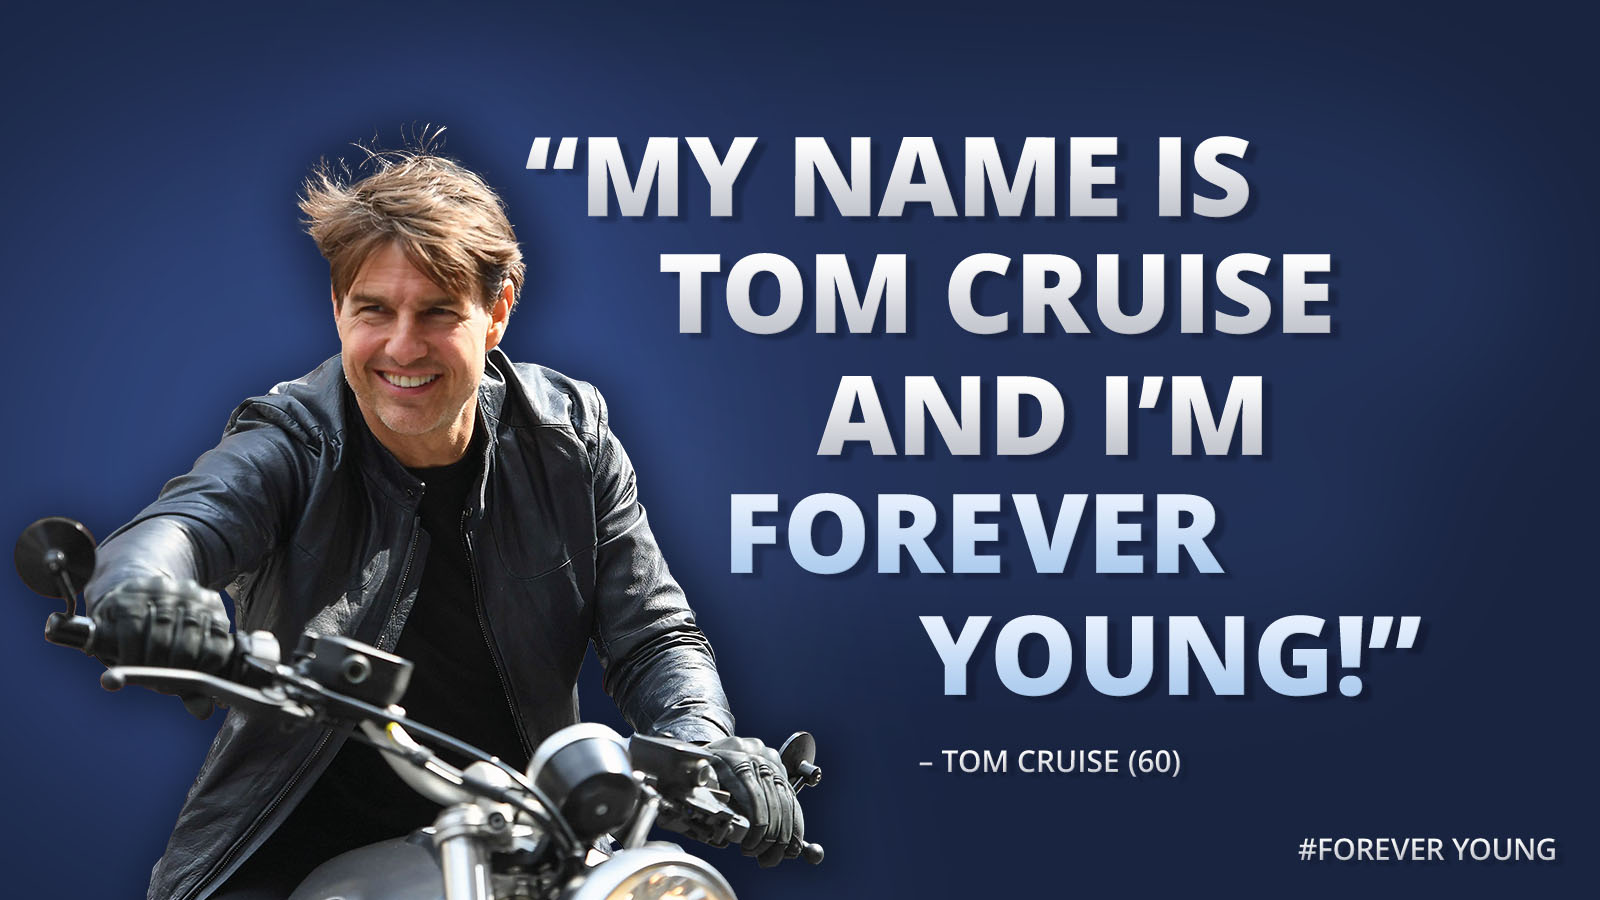 “MY NAME IS
TOM CRUISE
AND I’M
FOREVER
YOUNG!”
– TOM CRUISE (60)
#FOREVER YOUNG